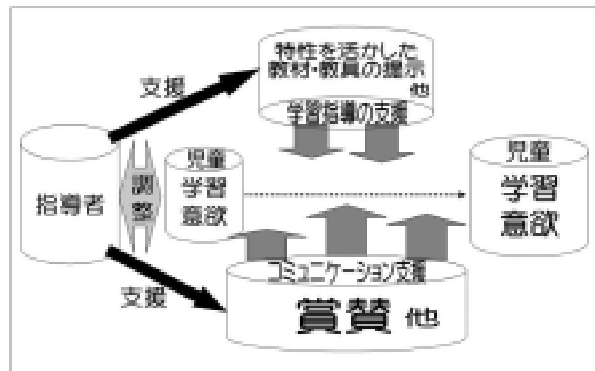 特性を活かした
教材・教具の提示
他
学習指導の支援
支援
指導者
調整
児童
学習
意欲
児童
学習
意欲
支援
コミュニケーション支援
賞賛 他